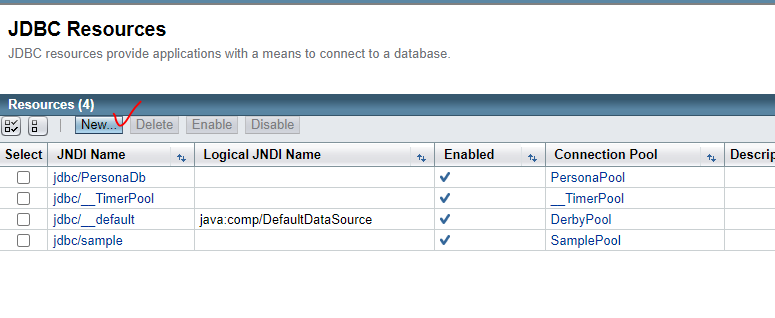 JDBC Resources
JDBC resources provide applications with a means to connect to a database.
Resources (4)
New... Delete Enable Disable
Select JNDI Name Logical JNDI Name Enabled Connection Pool Descrip
jdbc/PersonaDb PersonaPool
jdbc/__TimerPool __TimerPool
jdbc/__default java:comp/DefaultDataSource DerbyPool
jdbc/sample SamplePool